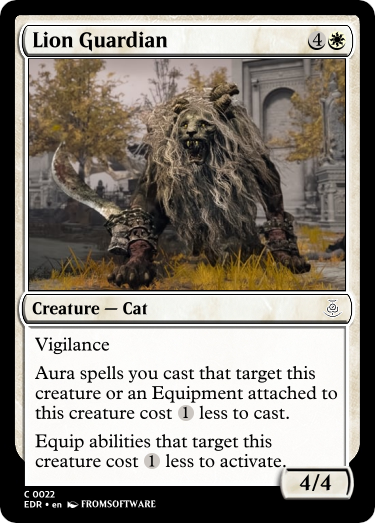 Lion Guardian 4
Creature — Cat
Vigilance
Aura spells you cast that target this
creature or an Equipment attached to
this creature cost 1 less to cast.
Equip abilities that target this
creature cost 1 less to activate.
4/4
C 0022
EDR • en FROMSOFTWARE